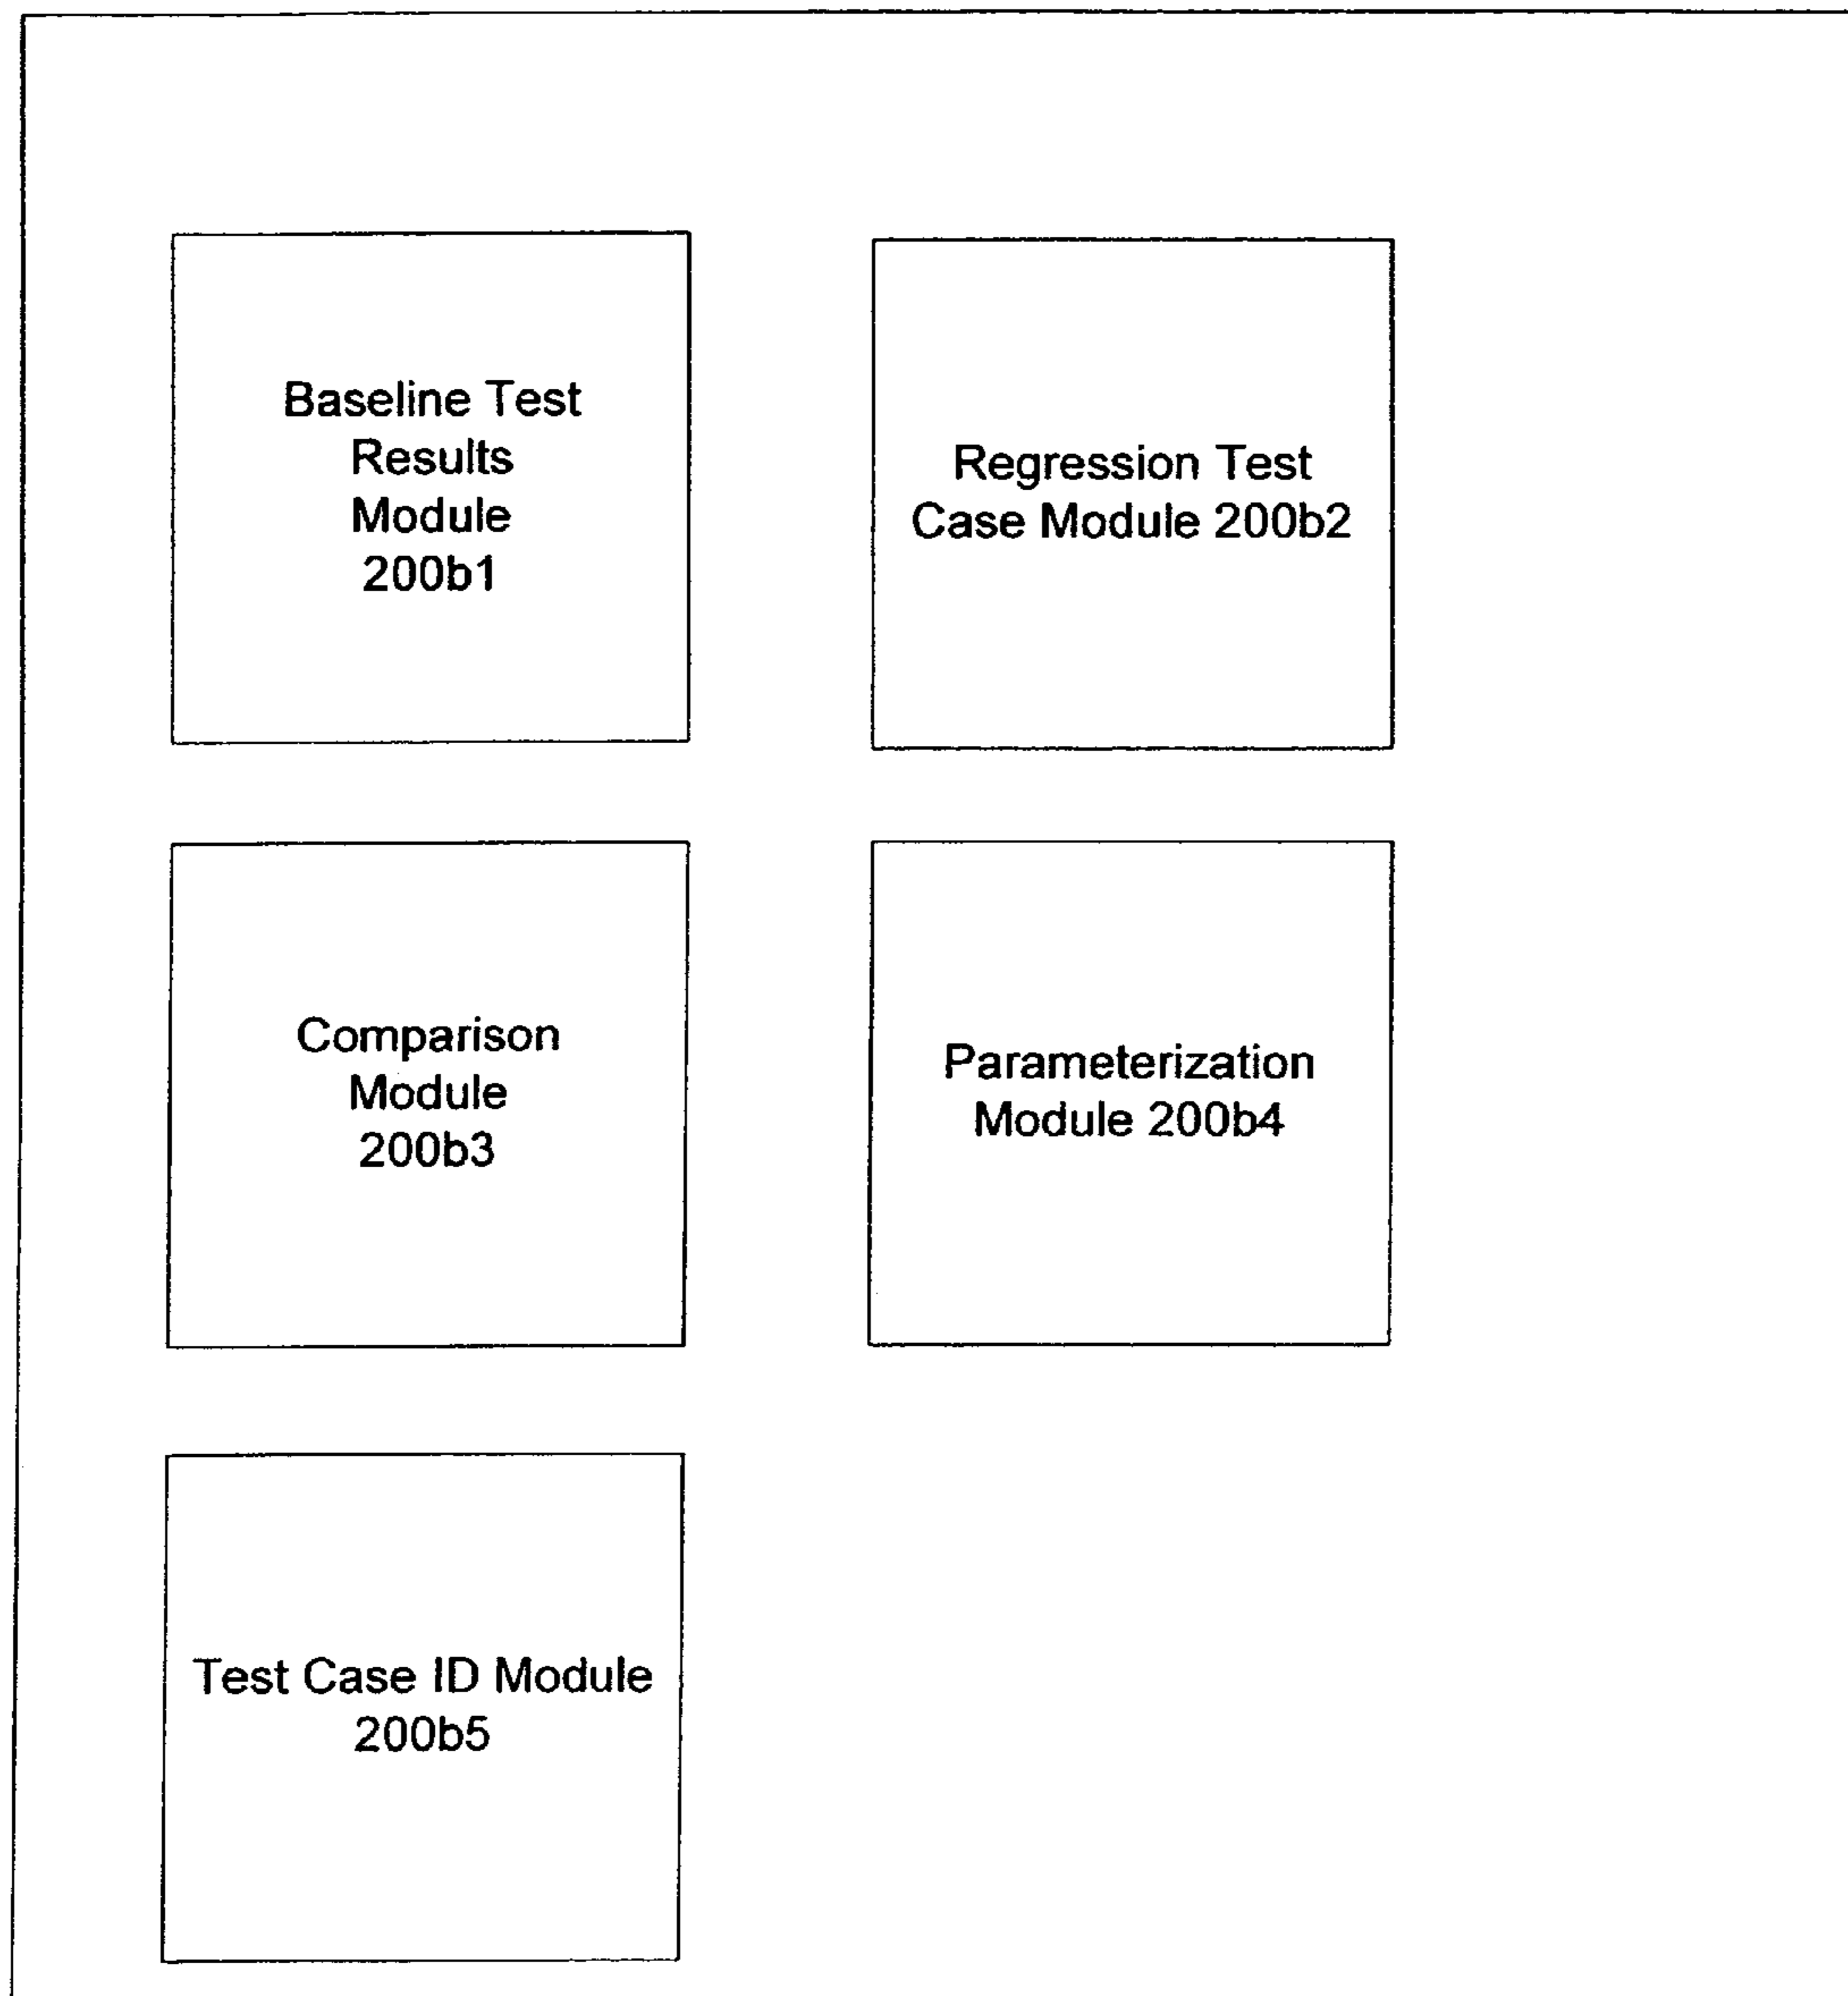 Baseline Test
Results
Module
200b1
Regression Test
Case Module 200b2
Comparison
Module
200b3
Parameterization
Module 200b4
Test Case ID Module
200b5